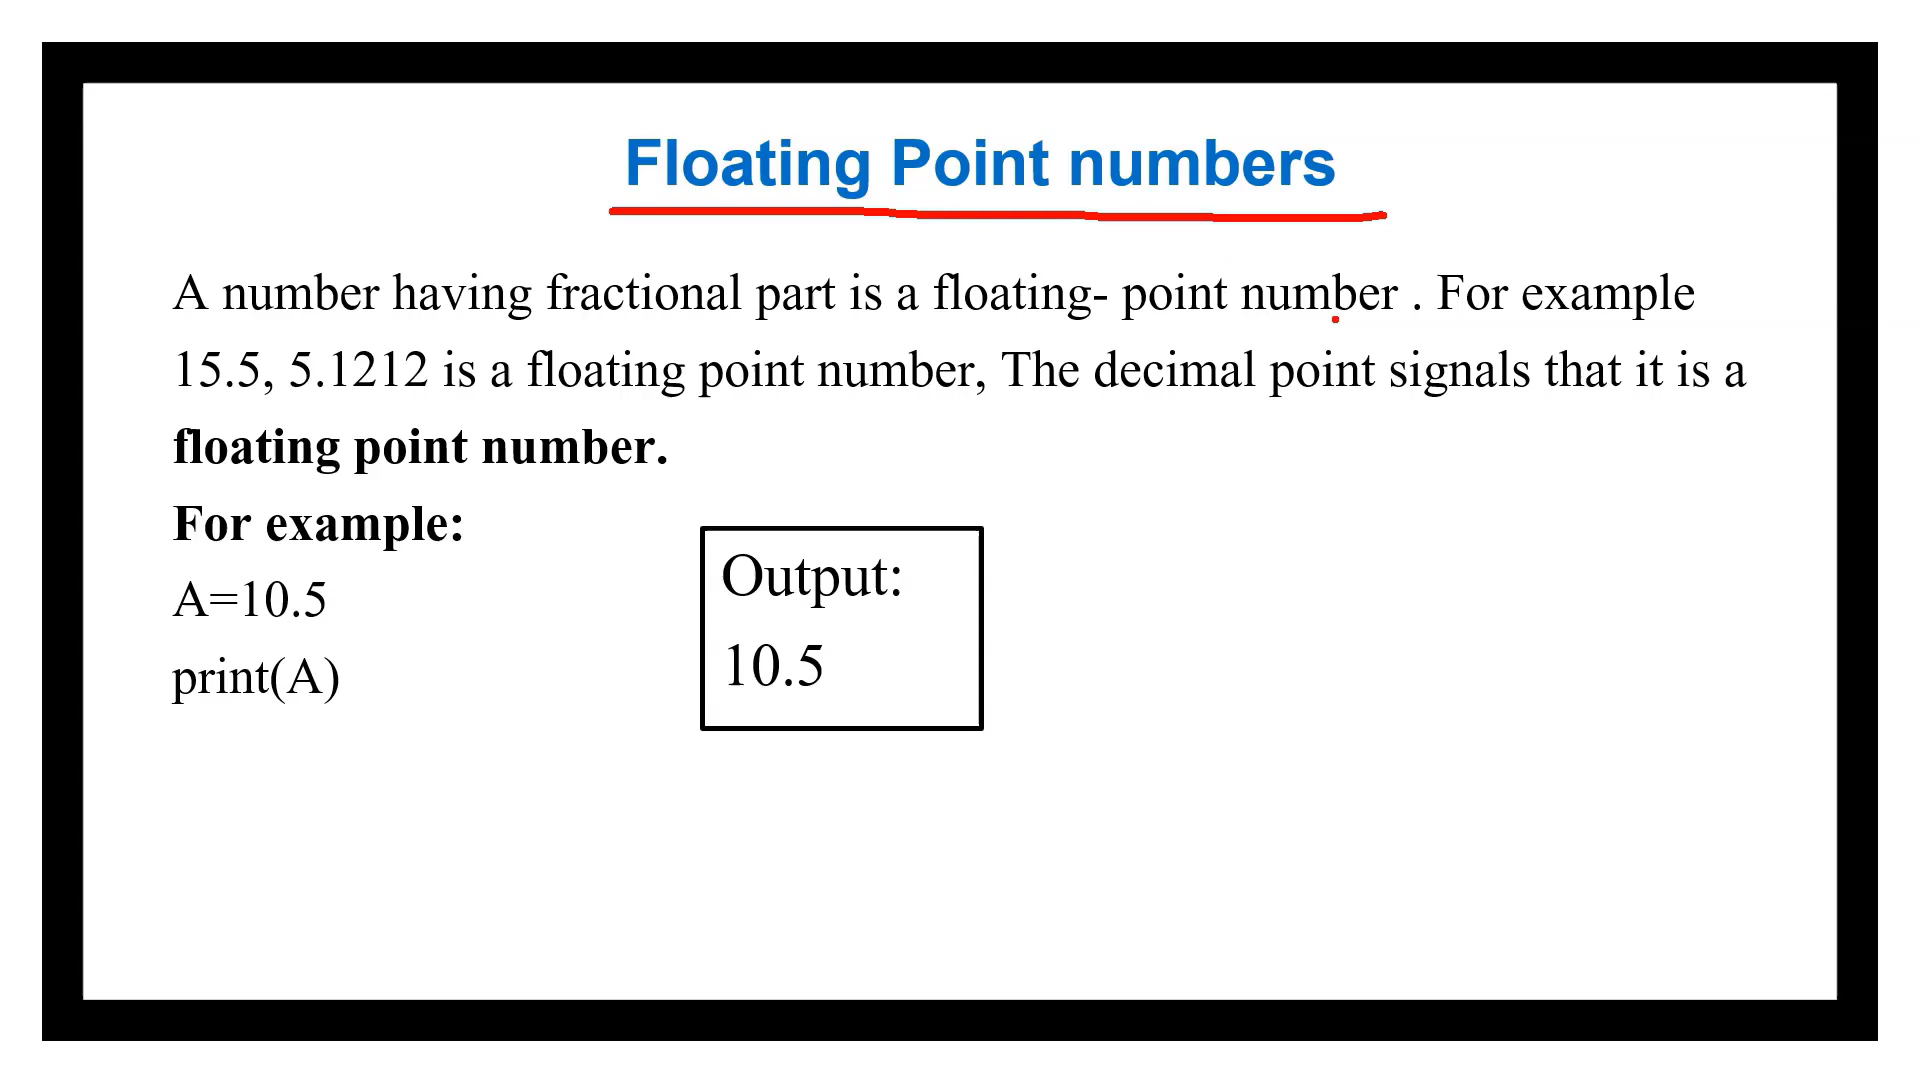 Floating Point numbers
A number having fractional part is a floating- point number . For example
15.5, 5.1212 is a floating point number, The decimal point signals that it is a
floating point number.
For example:
A=10.5
print(A)
Output:
10.5